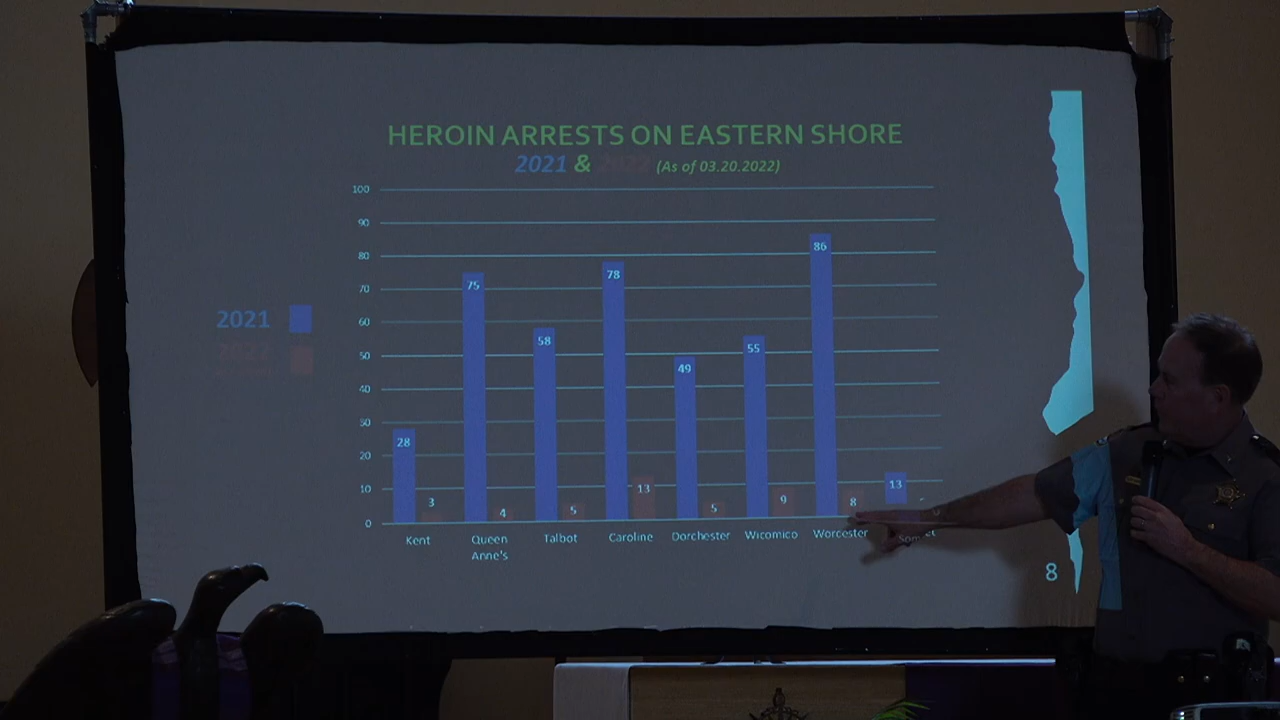 HEROIN ARRESTS ON EASTERN SHORE
2021 & 2022 (As of 03.20.2022)
100
90
80
70
60
50
40
30
20
10
0
2021
2022
28
3
75
4
58
5
78
13
49
5
55
9
86
8
13
Kent
Queen
Anne's
Talbot
Caroline
Dorchester
Wicomico
Worcester
8